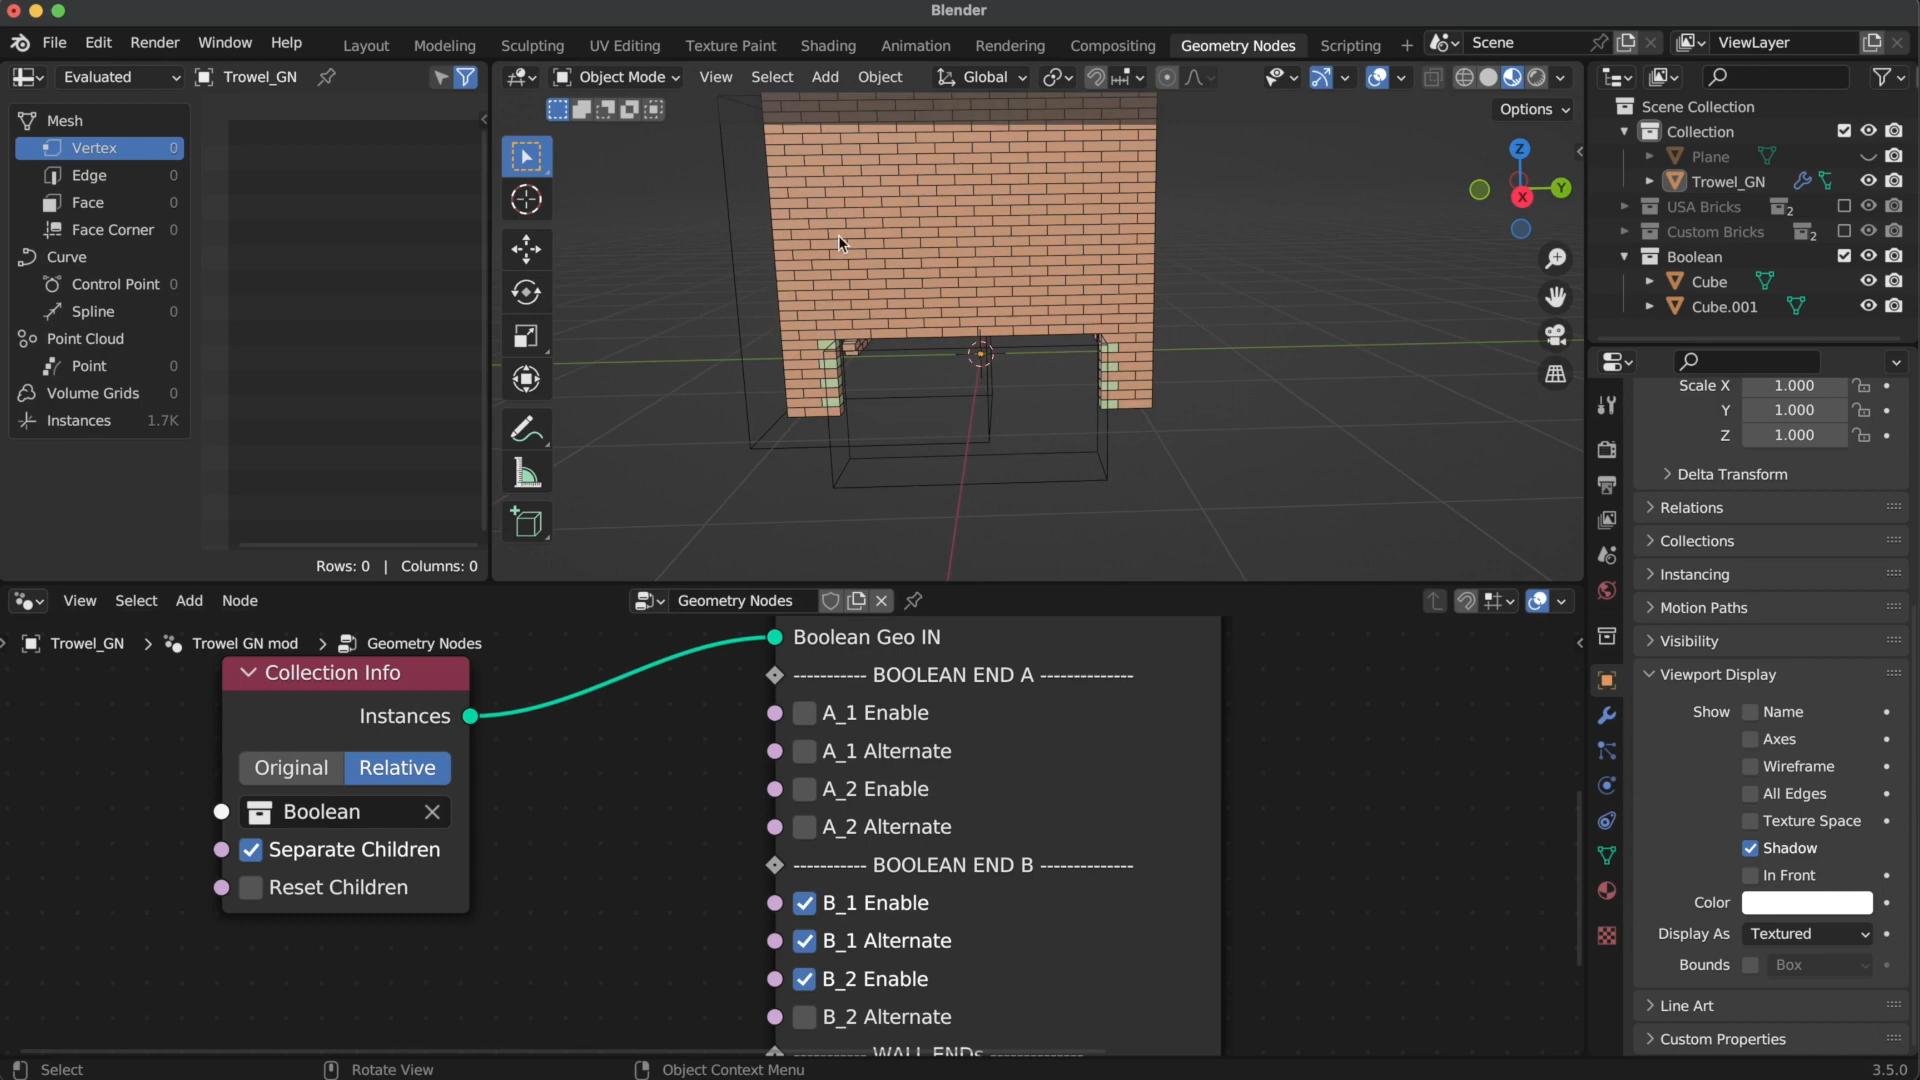 Blender
File Edit Render Window Help Layout Modeling Sculpting UV Editing Texture Paint Shading Animation Rendering Compositing Geometry Nodes Scripting + Scene ViewLayer
Evaluated Trowel_GN
Object Mode View Select Add Object Global
Options
Mesh
Vertex 0
Edge 0
Face 0
Face Corner 0
Curve
Control Point 0
Spline 0
Point Cloud
Point 0
Volume Grids 0
Instances 1.7K
Rows: 0 | Columns: 0
Z
Y
X
Scene Collection
Collection
Plane
Trowel_GN
USA Bricks 2
Custom Bricks 2
Boolean
Cube
Cube.001
Scale X 1.000
Y 1.000
Z 1.000
Delta Transform
Relations
Collections
Instancing
Motion Paths
Visibility
Viewport Display
Show Name
Axes
Wireframe
All Edges
Texture Space
Shadow
In Front
Color
Display As Textured
Bounds Box
Line Art
Custom Properties
View Select Add Node Geometry Nodes
Trowel_GN > Trowel GN mod > Geometry Nodes
Collection Info
Instances
Original Relative
Boolean
Separate Children
Reset Children
Boolean Geo IN
----------- BOOLEAN END A --------------
A_1 Enable
A_1 Alternate
A_2 Enable
A_2 Alternate
----------- BOOLEAN END B --------------
B_1 Enable
B_1 Alternate
B_2 Enable
B_2 Alternate
----------- WALL ENDs --------------
Select Rotate View Object Context Menu 3.5.0